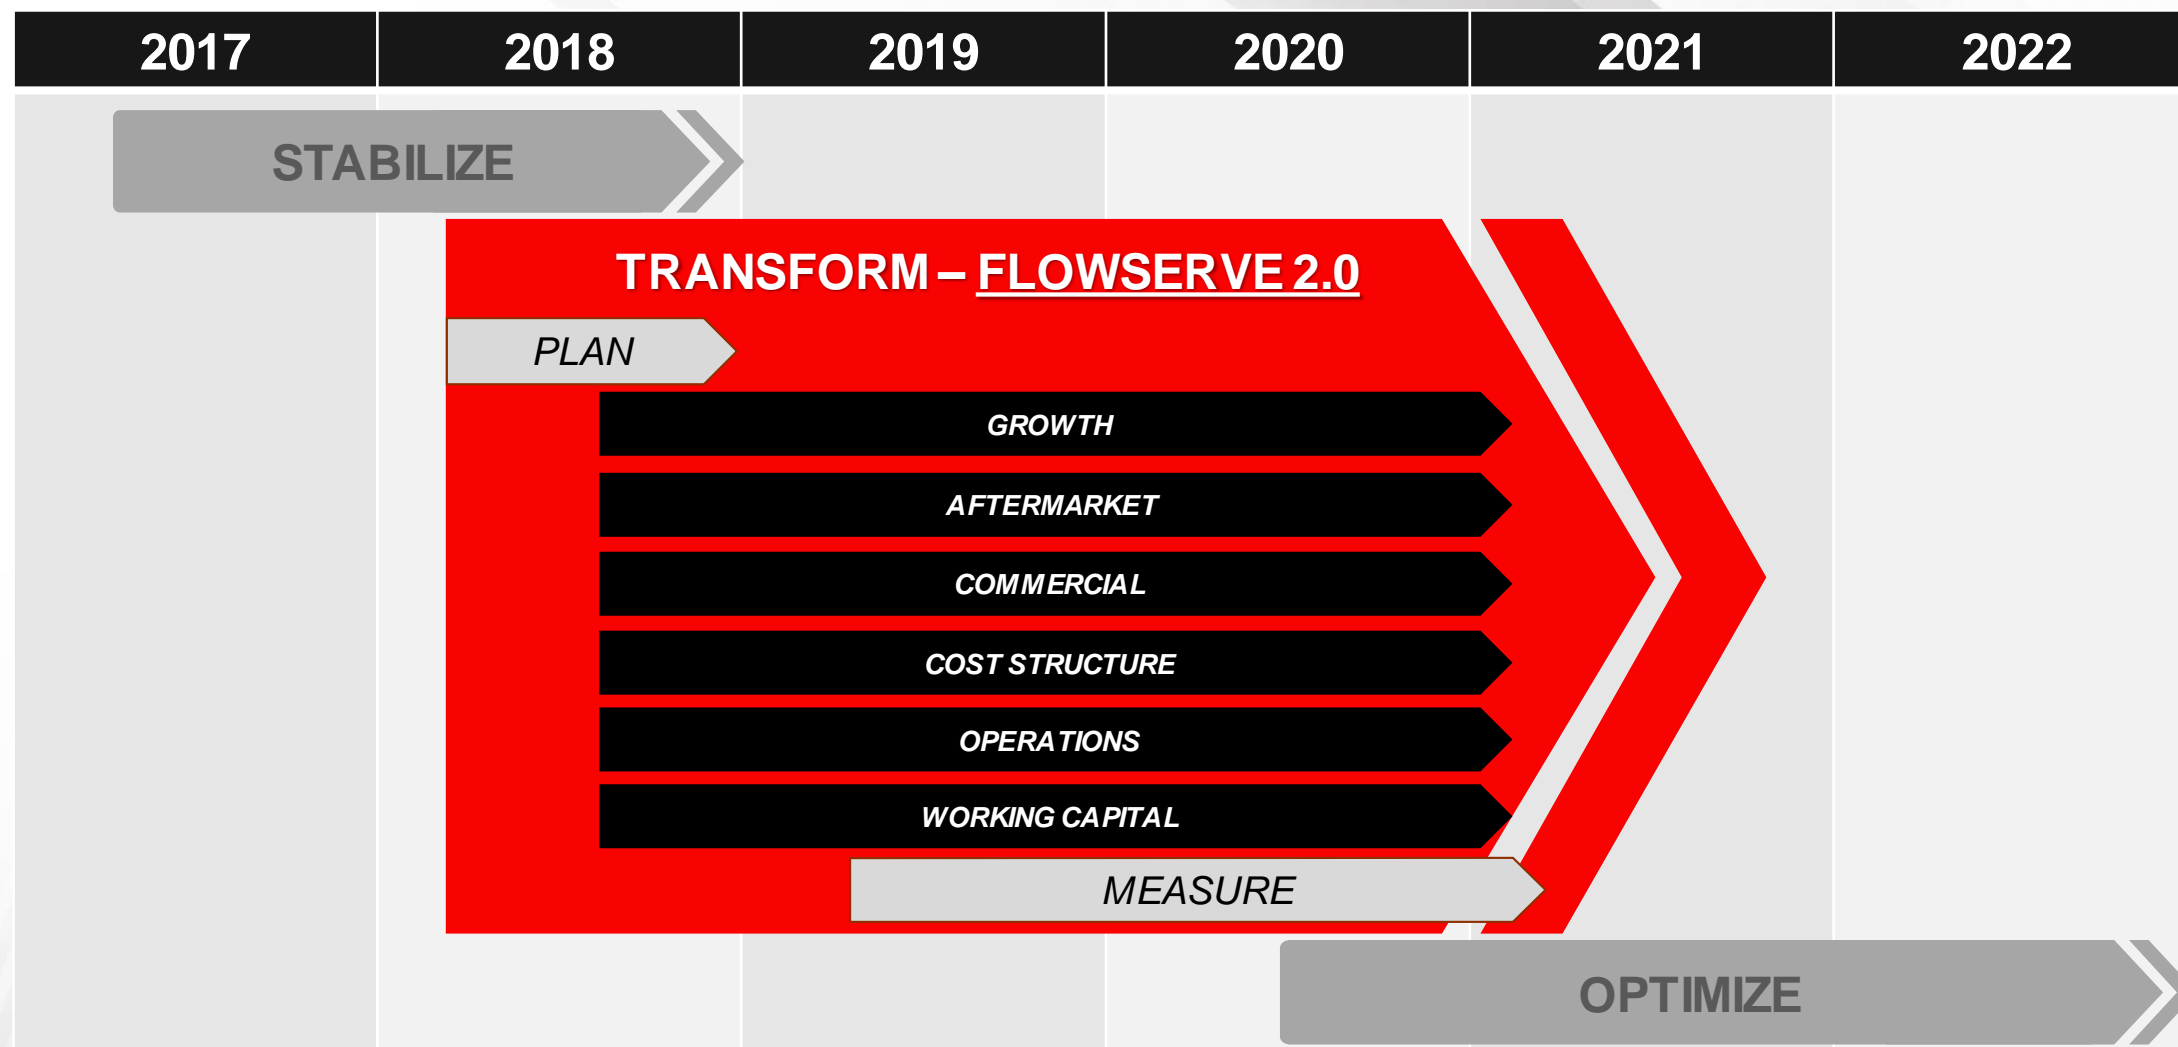 2017 2018 2019 2020 2021 2022
STABILIZE
TRANSFORM – FLOWSERVE 2.0
PLAN
GROWTH
AFTERMARKET
COMMERCIAL
COST STRUCTURE
OPERATIONS
WORKING CAPITAL
MEASURE
OPTIMIZE